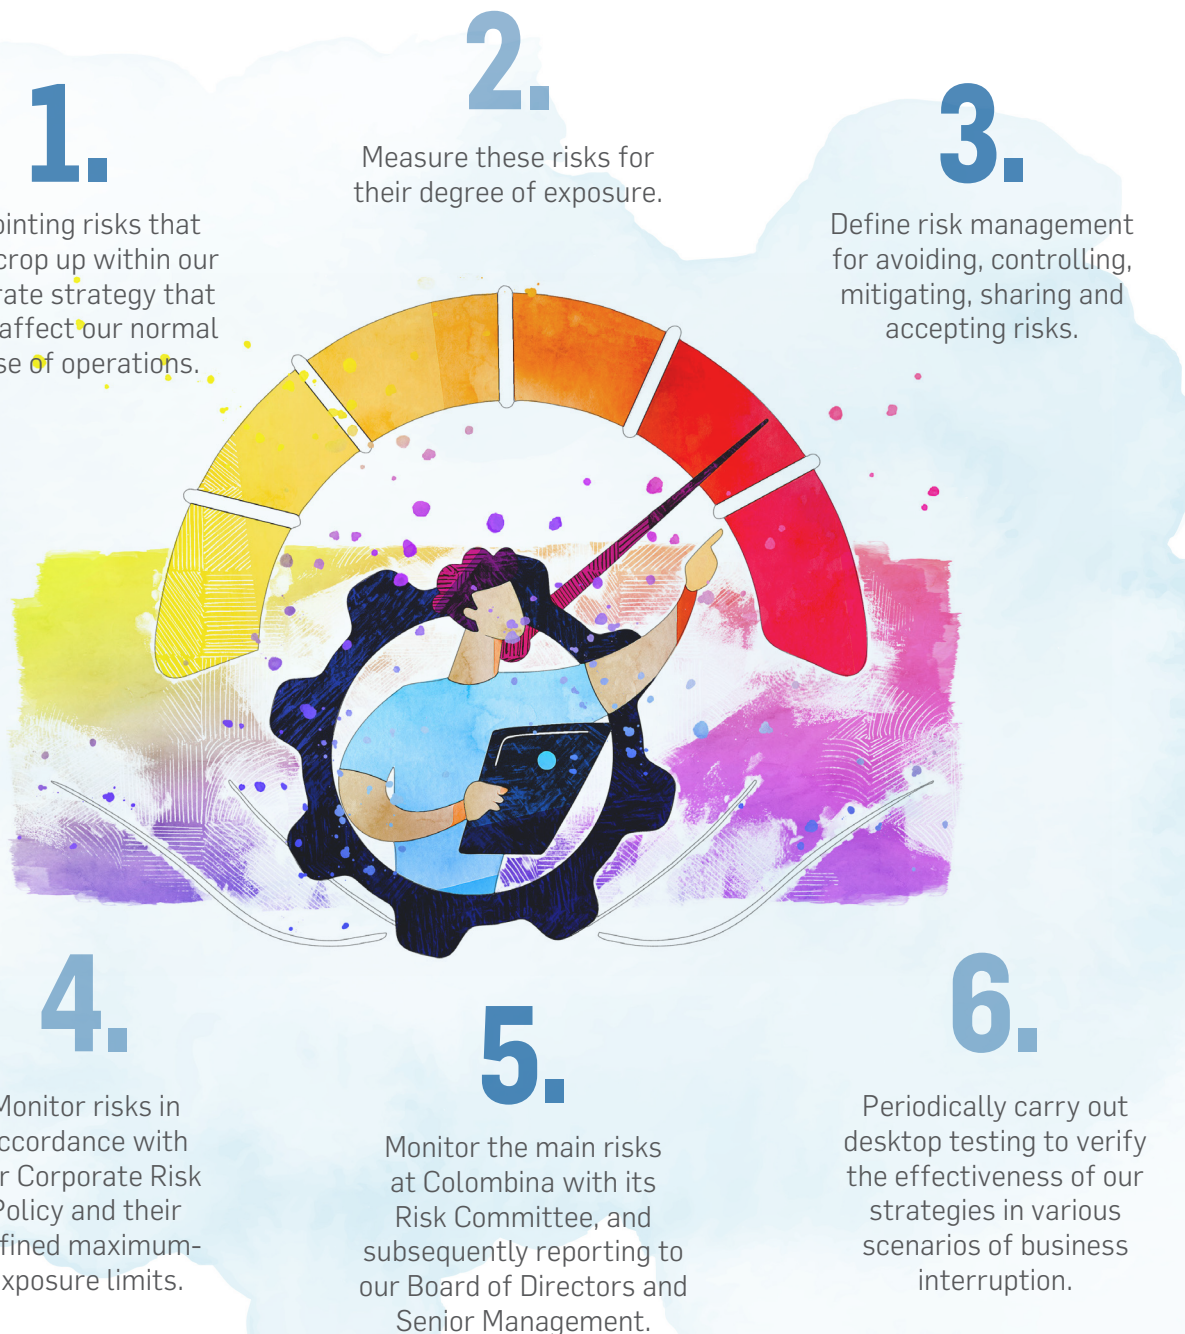 1.
inting risks that
crop up within our
rate strategy that
affect our normal
se of operations.
2.
Measure these risks for
their degree of exposure.
3.
Define risk management
for avoiding, controlling,
mitigating, sharing and
accepting risks.
4.
Monitor risks in
ccordance with
r Corporate Risk
Policy and their
fined maximum-
xposure limits.
5.
Monitor the main risks
at Colombina with its
Risk Committee, and
subsequently reporting to
our Board of Directors and
Senior Management.
6.
Periodically carry out
desktop testing to verify
the effectiveness of our
strategies in various
scenarios of business
interruption.